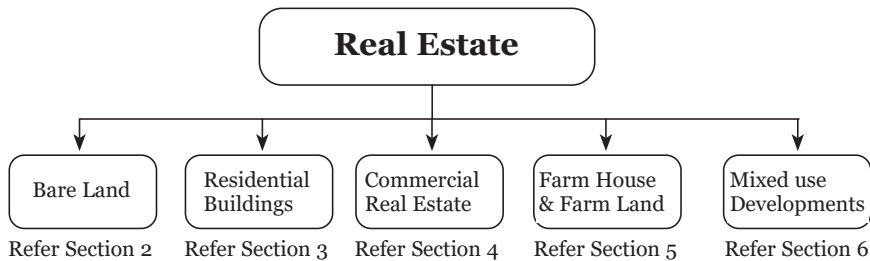 Real Estate
Bare Land
Refer Section 2
Residential
Buildings
Refer Section 3
Commercial
Real Estate
Refer Section 4
Farm House
& Farm Land
Refer Section 5
Mixed use
Developments
Refer Section 6